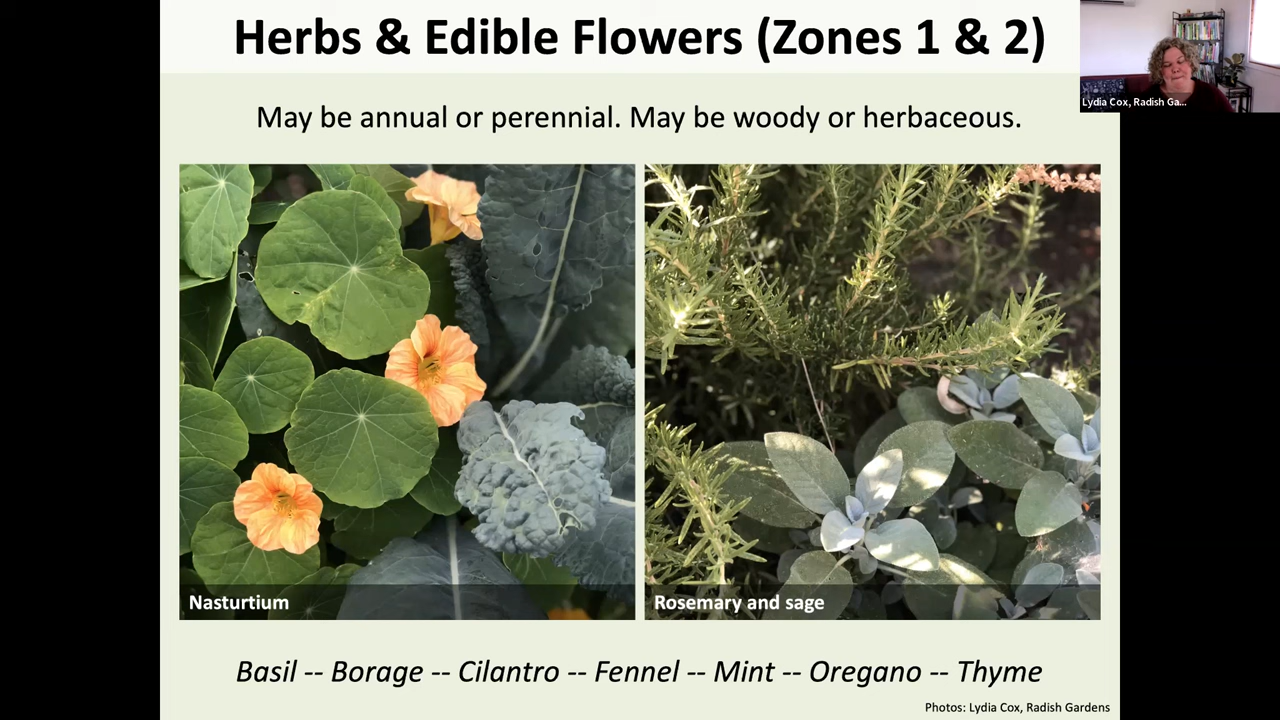 Herbs & Edible Flowers (Zones 1 & 2)
Lydia Cox, Radish Ga...
May be annual or perennial. May be woody or herbaceous.
Nasturtium
Rosemary and sage
Basil -- Borage -- Cilantro -- Fennel -- Mint -- Oregano -- Thyme
Photos: Lydia Cox, Radish Gardens